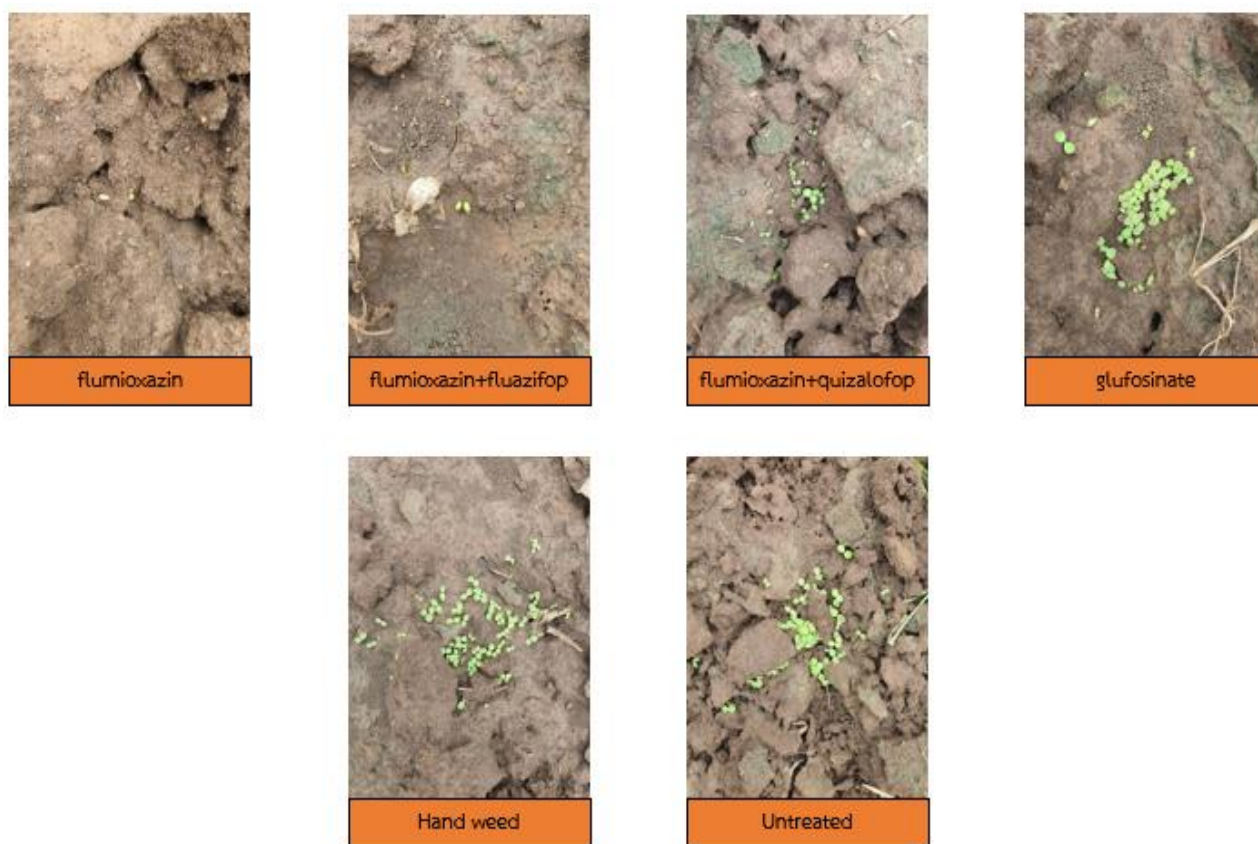 flumioxazin
flumioxazin+fluazifop
flumioxazin+quizalofop
glufosinate
Hand weed
Untreated